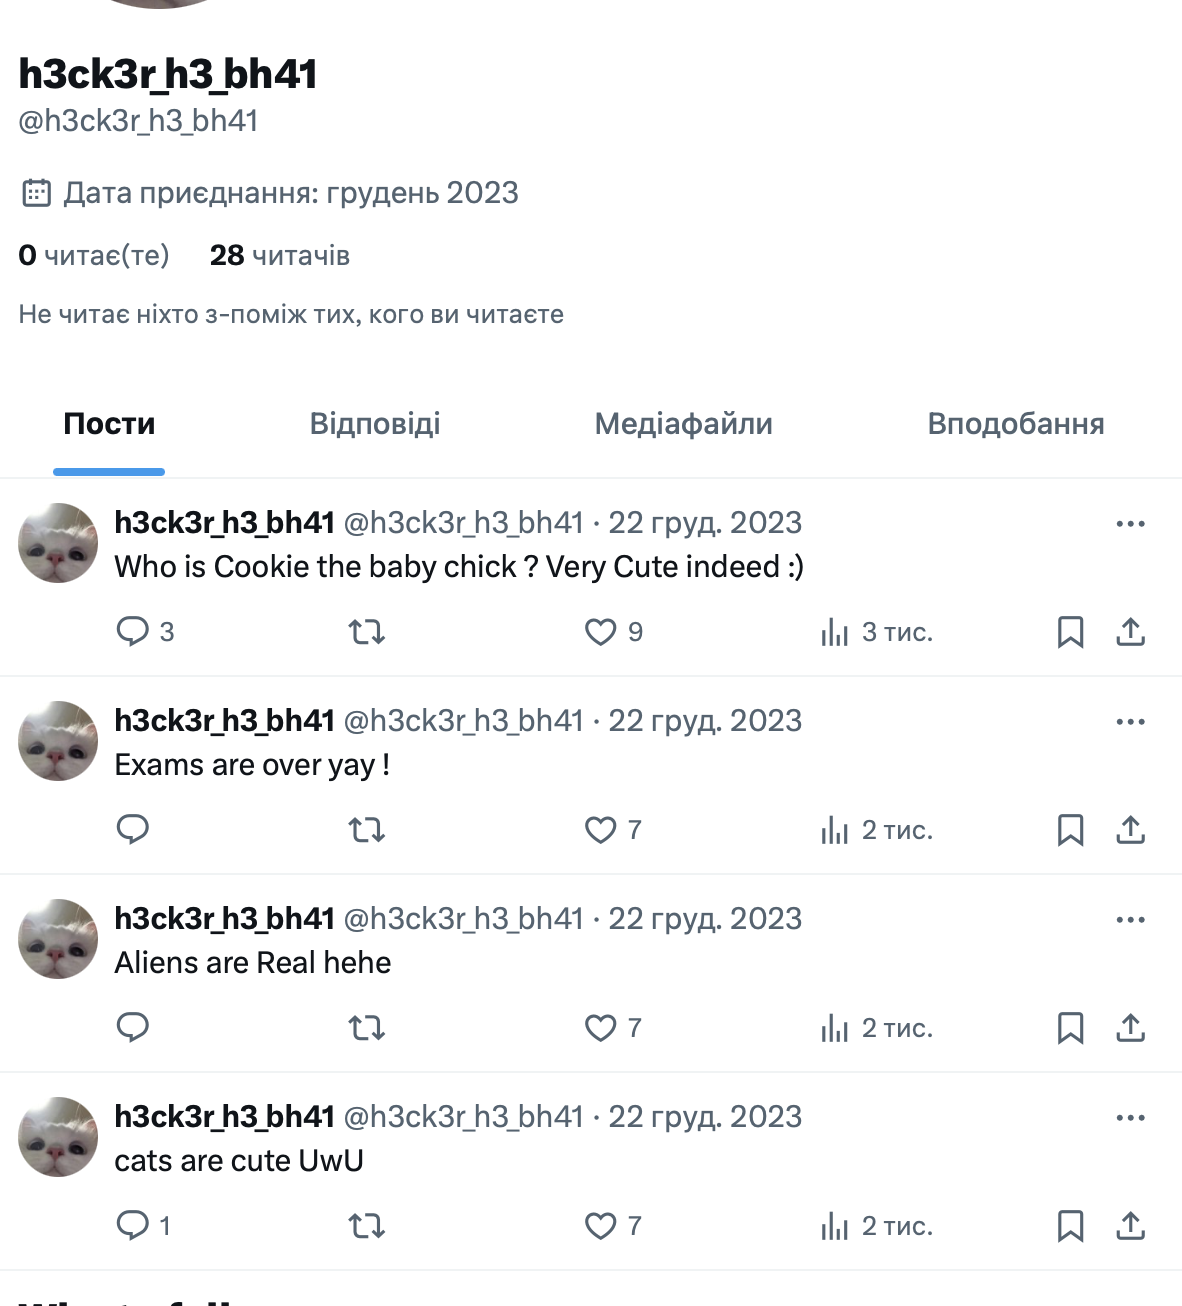 h3ck3r_h3_bh41
@h3ck3r_h3_bh41
Дата приєднання: грудень 2023
0 читає(те) 28 читачів
Не читає ніхто з-поміж тих, кого ви читаєте
Пости Відповіді Медіафайли Вподобання
h3ck3r_h3_bh41 @h3ck3r_h3_bh41 · 22 груд. 2023
Who is Cookie the baby chick ? Very Cute indeed :)
3 9 3 тис.
h3ck3r_h3_bh41 @h3ck3r_h3_bh41 · 22 груд. 2023
Exams are over yay !
7 2 тис.
h3ck3r_h3_bh41 @h3ck3r_h3_bh41 · 22 груд. 2023
Aliens are Real hehe
7 2 тис.
h3ck3r_h3_bh41 @h3ck3r_h3_bh41 · 22 груд. 2023
cats are cute UwU
1 7 2 тис.